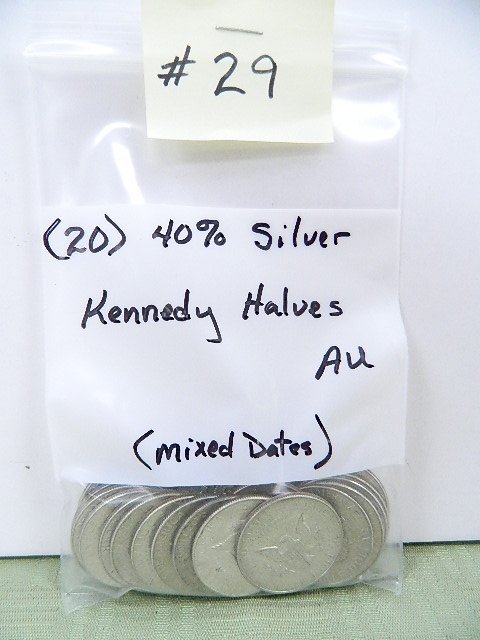 # 29
(20) 40% Silver
Kennedy Halves
AU
(Mixed Dates)